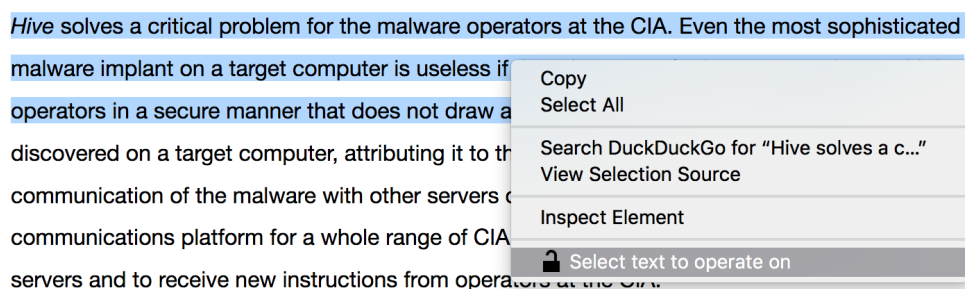 Hive solves a critical problem for the malware operators at the CIA. Even the most sophisticated
malware implant on a target computer is useless if
operators in a secure manner that does not draw a
discovered on a target computer, attributing it to th
communication of the malware with other servers
communications platform for a whole range of CIA
servers and to receive new instructions from operators at the CIA.
Copy
Select All
Search DuckDuckGo for “Hive solves a c...”
View Selection Source
Inspect Element
Select text to operate on